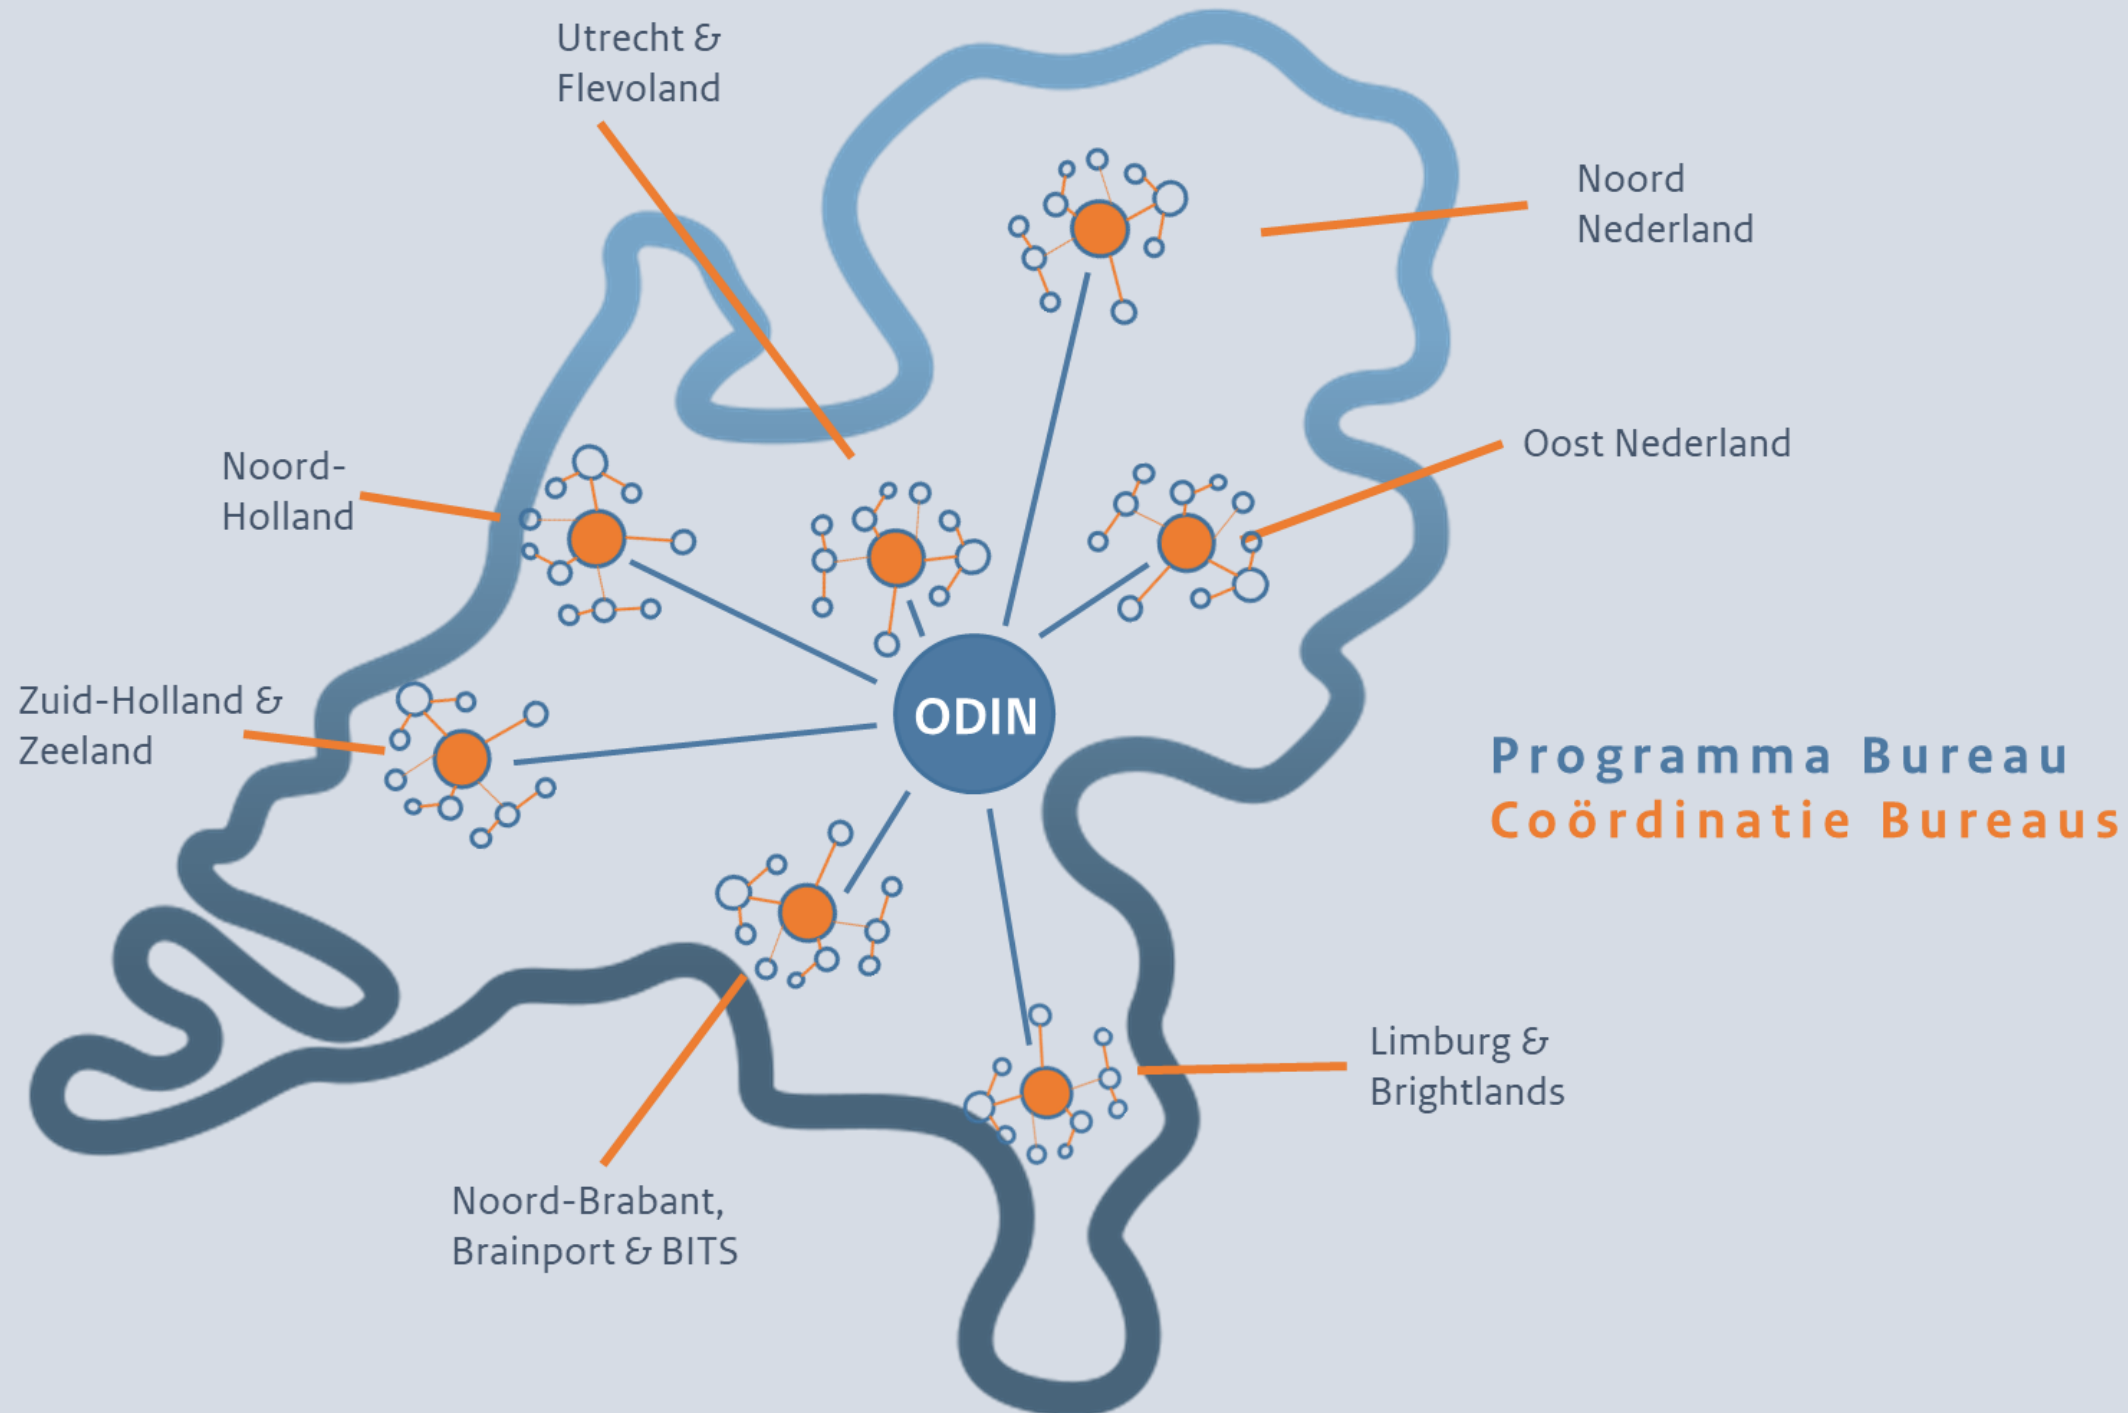 Utrecht &
Flevoland
Noord
Nederland
Noord-
Holland
Oost Nederland
Zuid-Holland &
Zeeland
ODIN
Programma Bureau
Coördinatie Bureaus
Limburg &
Brightlands
Noord-Brabant,
Brainport & BITS